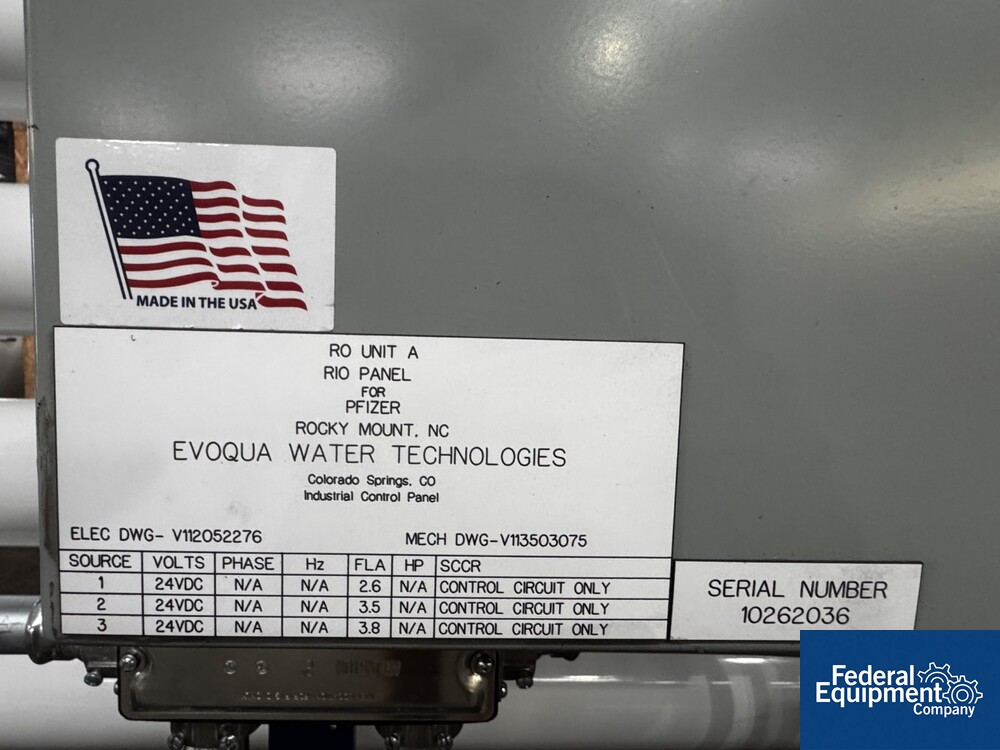 MADE IN THE USA
RO UNIT A
RIO PANEL
FOR
PFIZER
ROCKY MOUNT, NC
EVOQUA WATER TECHNOLOGIES
Colorado Springs, CO
Industrial Control Panel
ELEC DWG- V112052276 MECH DWG-V113503075
SOURCE VOLTS PHASE Hz FLA HP SCCR
1 24VDC N/A N/A 2.6 N/A CONTROL CIRCUIT ONLY
2 24VDC N/A N/A 3.5 N/A CONTROL CIRCUIT ONLY
3 24VDC N/A N/A 3.8 N/A CONTROL CIRCUIT ONLY
SERIAL NUMBER
10262036
Federal
Equipment
Company